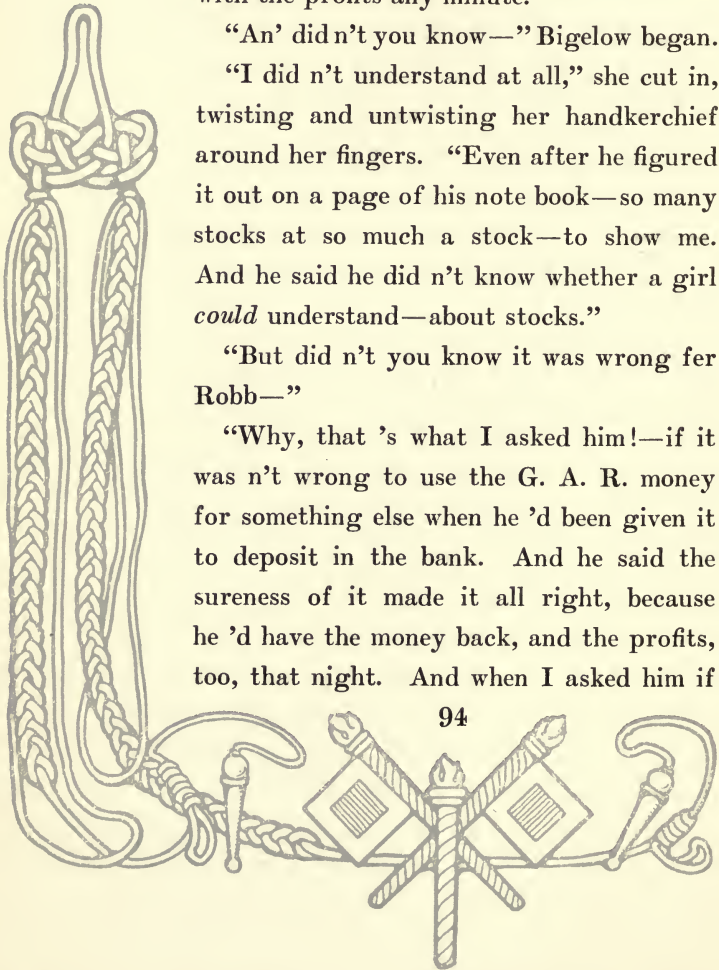 with the profits any minute.
“An' did n't you know—” Bigelow began.
“I did n't understand at all,” she cut in,
twisting and untwisting her handkerchief
around her fingers. “Even after he figured
it out on a page of his note book—so many
stocks at so much a stock—to show me.
And he said he did n't know whether a girl
could understand—about stocks.”
“But did n't you know it was wrong fer
Robb—”
“Why, that 's what I asked him!—if it
was n't wrong to use the G. A. R. money
for something else when he 'd been given it
to deposit in the bank. And he said the
sureness of it made it all right, because
he 'd have the money back, and the profits,
too, that night. And when I asked him if
94